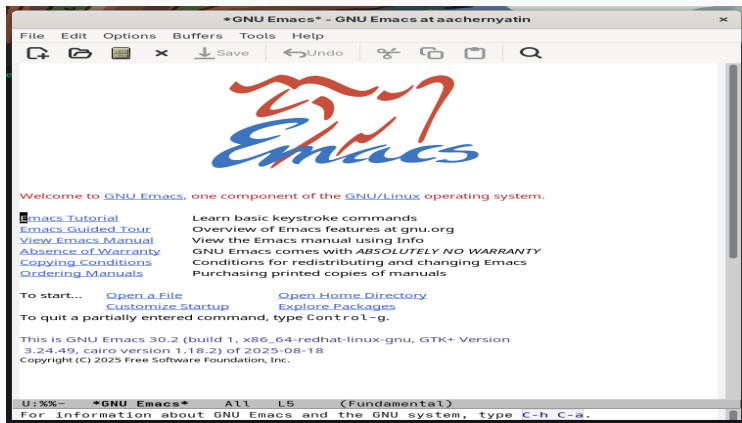 *GNU Emacs* - GNU Emacs at aachernyatin
File Edit Options Buffers Tools Help
Save Undo
Emacs
Welcome to GNU Emacs, one component of the GNU/Linux operating system.
Emacs Tutorial Learn basic keystroke commands
Emacs Guided Tour Overview of Emacs features at gnu.org
View Emacs Manual View the Emacs manual using Info
Absence of Warranty GNU Emacs comes with ABSOLUTELY NO WARRANTY
Copying Conditions Conditions for redistributing and changing Emacs
Ordering Manuals Purchasing printed copies of manuals
To start... Open a File Open Home Directory
Customize Startup Explore Packages
To quit a partially entered command, type Control-g.
This is GNU Emacs 30.2 (build 1, x86_64-redhat-linux-gnu, GTK+ Version
3.24.49, cairo version 1.18.2) of 2025-08-18
Copyright (C) 2025 Free Software Foundation, Inc.
U:%%- *GNU Emacs* All L5 (Fundamental)
For information about GNU Emacs and the GNU system, type C-h C-a.